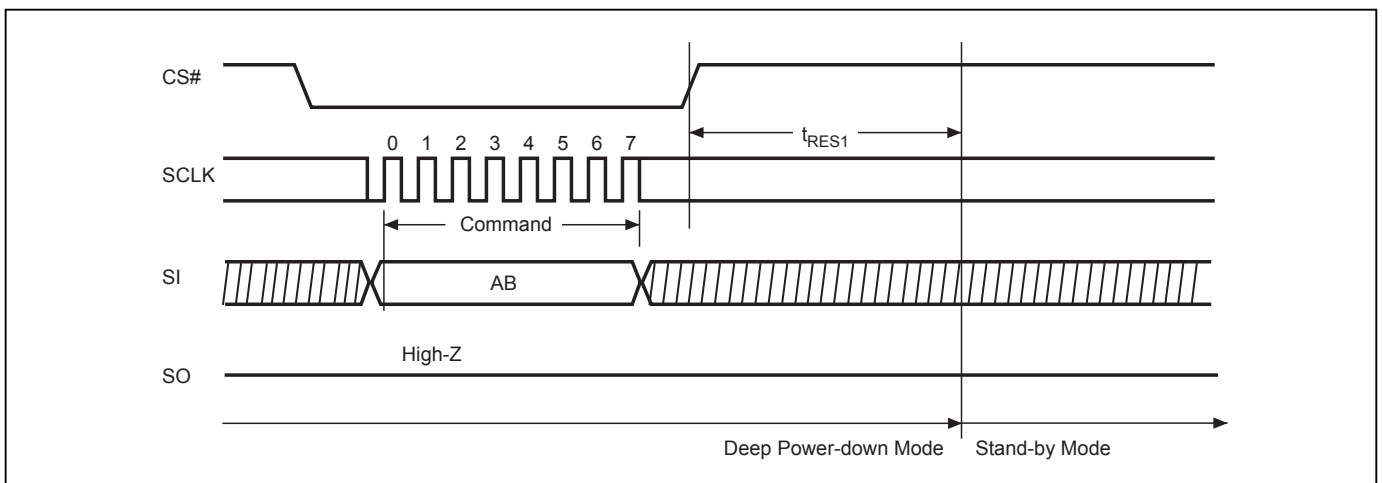 CS#
tRES1
0 1 2 3 4 5 6 7
SCLK
Command
SI
AB
High-Z
SO
Deep Power-down Mode Stand-by Mode